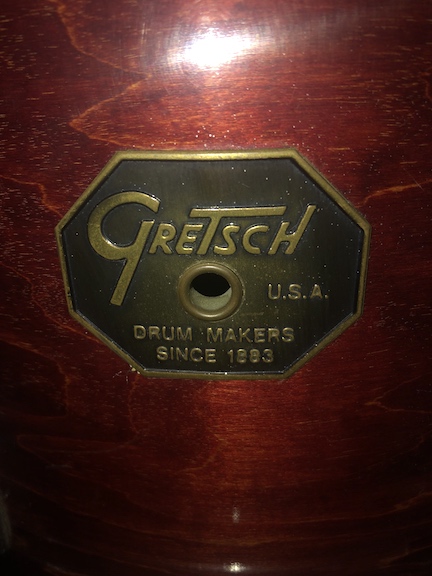 GRETSCH
U.S.A.
DRUM MAKERS
SINCE 1883